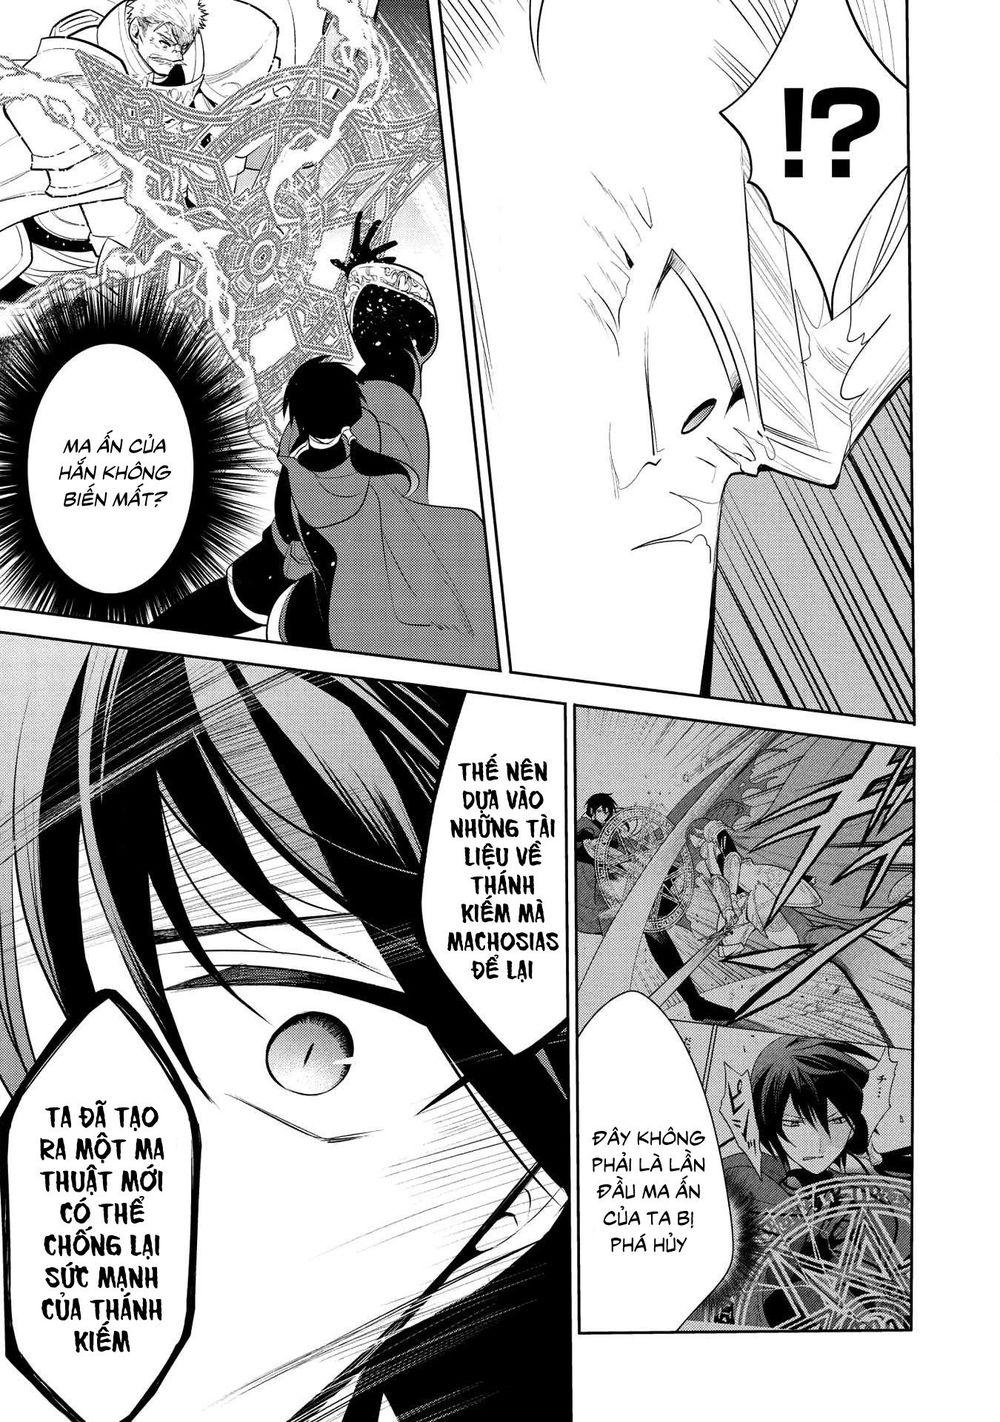 !?
MA ẤN CỦA
HẮN KHÔNG
BIẾN MẤT?
ĐÂY KHÔNG
PHẢI LÀ LẦN
ĐẦU MA ẤN
CỦA TA BỊ
PHÁ HỦY
THẾ NÊN
DỰA VÀO
NHỮNG TÀI
LIỆU VỀ
THÁNH
KIẾM MÀ
MACHOSIAS
ĐỂ LẠI
TA ĐÃ TẠO
RA MỘT MA
THUẬT MỚI
CÓ THỂ
CHỐNG LẠI
SỨC MẠNH
CỦA THÁNH
KIẾM